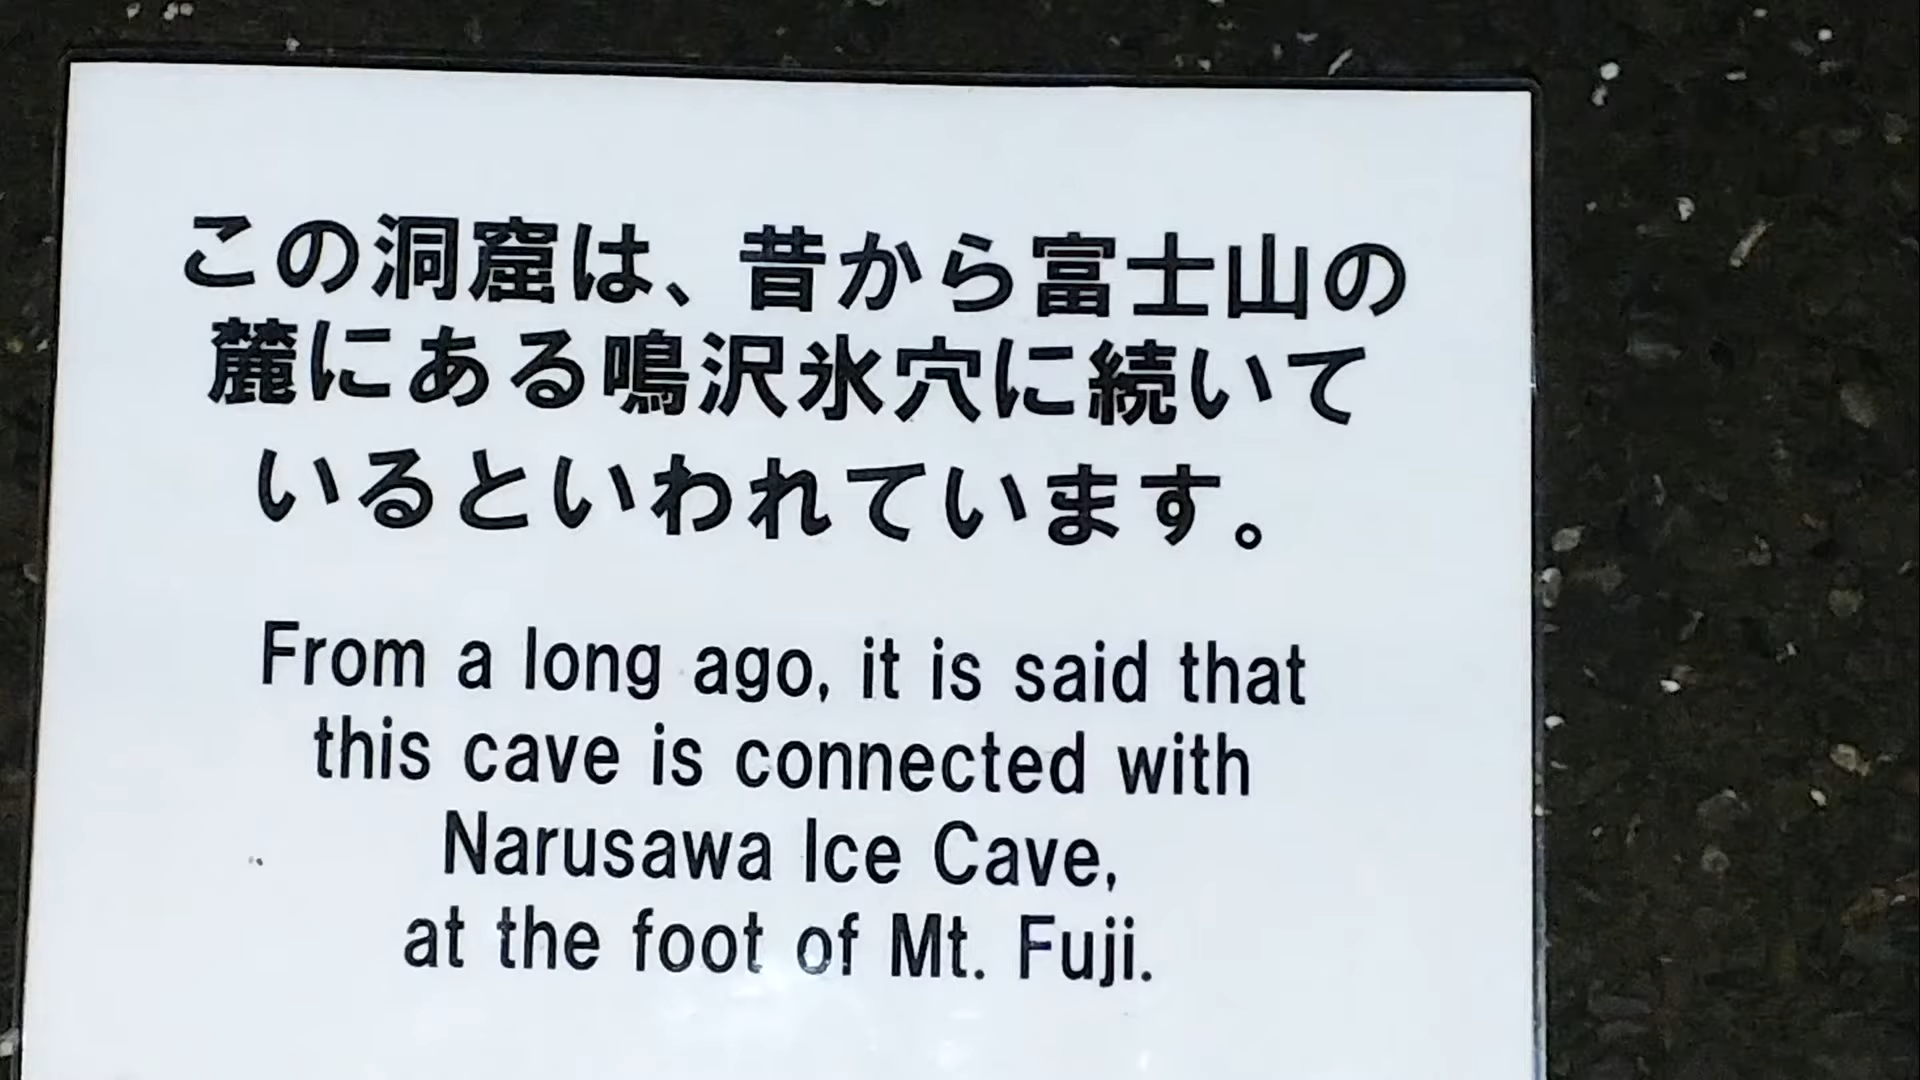 この洞窟は、昔から富士山の
麓にある鳴沢氷穴に続いて
いるといわれています。
From a long ago, it is said that
this cave is connected with
Narusawa Ice Cave,
at the foot of Mt. Fuji.